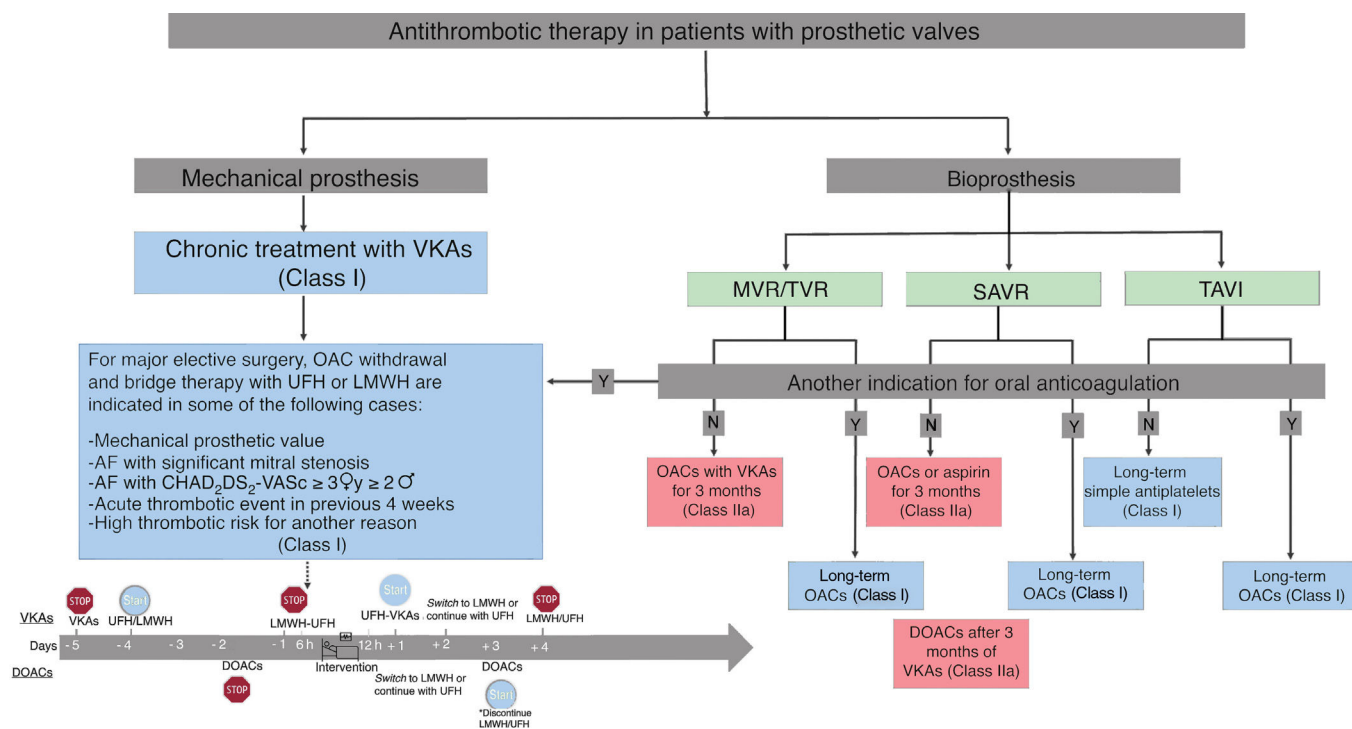 Antithrombotic therapy in patients with prosthetic valves
Mechanical prosthesis
Bioprosthesis
Chronic treatment with VKAs
(Class I)
MVR/TVR
SAVR
TAVI
For major elective surgery, OAC withdrawal
and bridge therapy with UFH or LMWH are
indicated in some of the following cases:
-Mechanical prosthetic value
-AF with significant mitral stenosis
-AF with CHAD₂DS₂-VASc ≥ 3♀y ≥ 2 ♂
-Acute thrombotic event in previous 4 weeks
-High thrombotic risk for another reason
(Class I)
Y
Another indication for oral anticoagulation
N
Y
N
Y
N
Y
OACs with VKAs
for 3 months
(Class IIa)
OACs or aspirin
for 3 months
(Class IIa)
Long-term
simple antiplatelets
(Class I)
Long-term
OACs (Class I)
Long-term
OACs (Class I)
Long-term
OACs (Class I)
DOACs after 3
months of
VKAs (Class IIa)
VKAs
STOP
VKAs
Start
UFH/LMWH
STOP
LMWH-UFH
Start
UFH-VKAs
Switch to LMWH or
continue with UFH
STOP
LMWH/UFH
Days
-5 -4 -3 -2 -1 6 h 12 h +1 +2 +3 +4
DOACs
DOACs
STOP
Intervention
Switch to LMWH or
continue with UFH
DOACs
Start
*Discontinue
LMWH/UFH